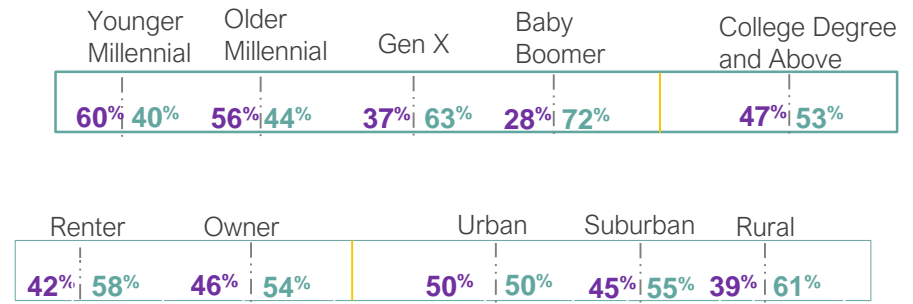 Younger Millennial
Older Millennial
Gen X
Baby Boomer
College Degree and Above
60% 40%
56% 44%
37% 63%
28% 72%
47% 53%
Renter
Owner
Urban
Suburban
Rural
42% 58%
46% 54%
50% 50%
45% 55%
39% 61%